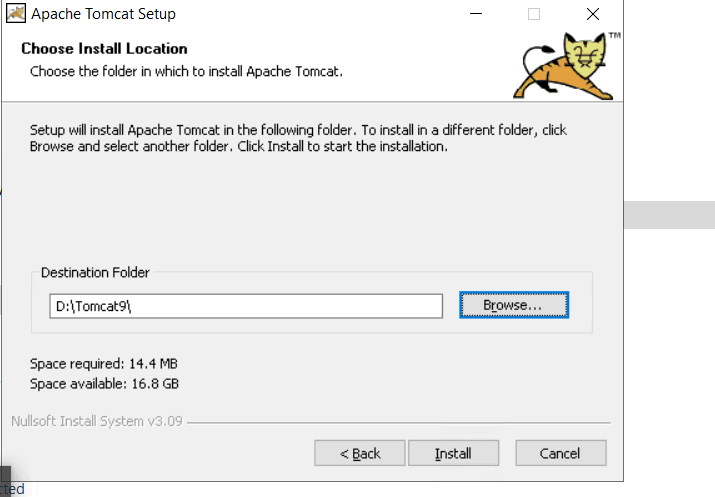 Apache Tomcat Setup
Choose Install Location
Choose the folder in which to install Apache Tomcat.
TM
Setup will install Apache Tomcat in the following folder. To install in a different folder, click
Browse and select another folder. Click Install to start the installation.
Destination Folder
D:\Tomcat9\
Browse...
Space required: 14.4 MB
Space available: 16.8 GB
Nullsoft Install System v3.09
< Back
Install
Cancel